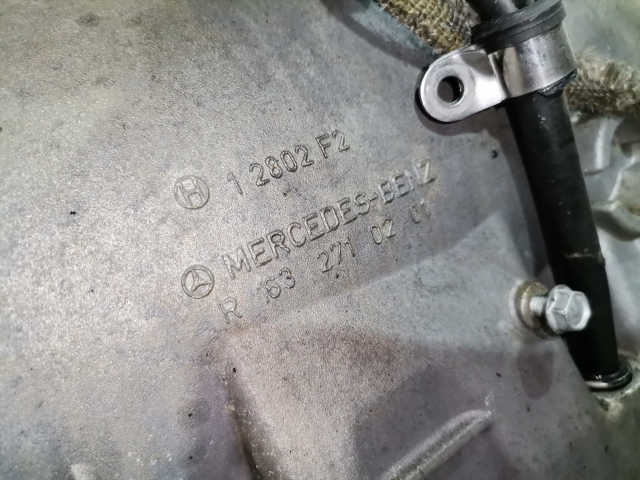 H 1 2802 F2
MERCEDES-BENZ
R 163 271 02 01